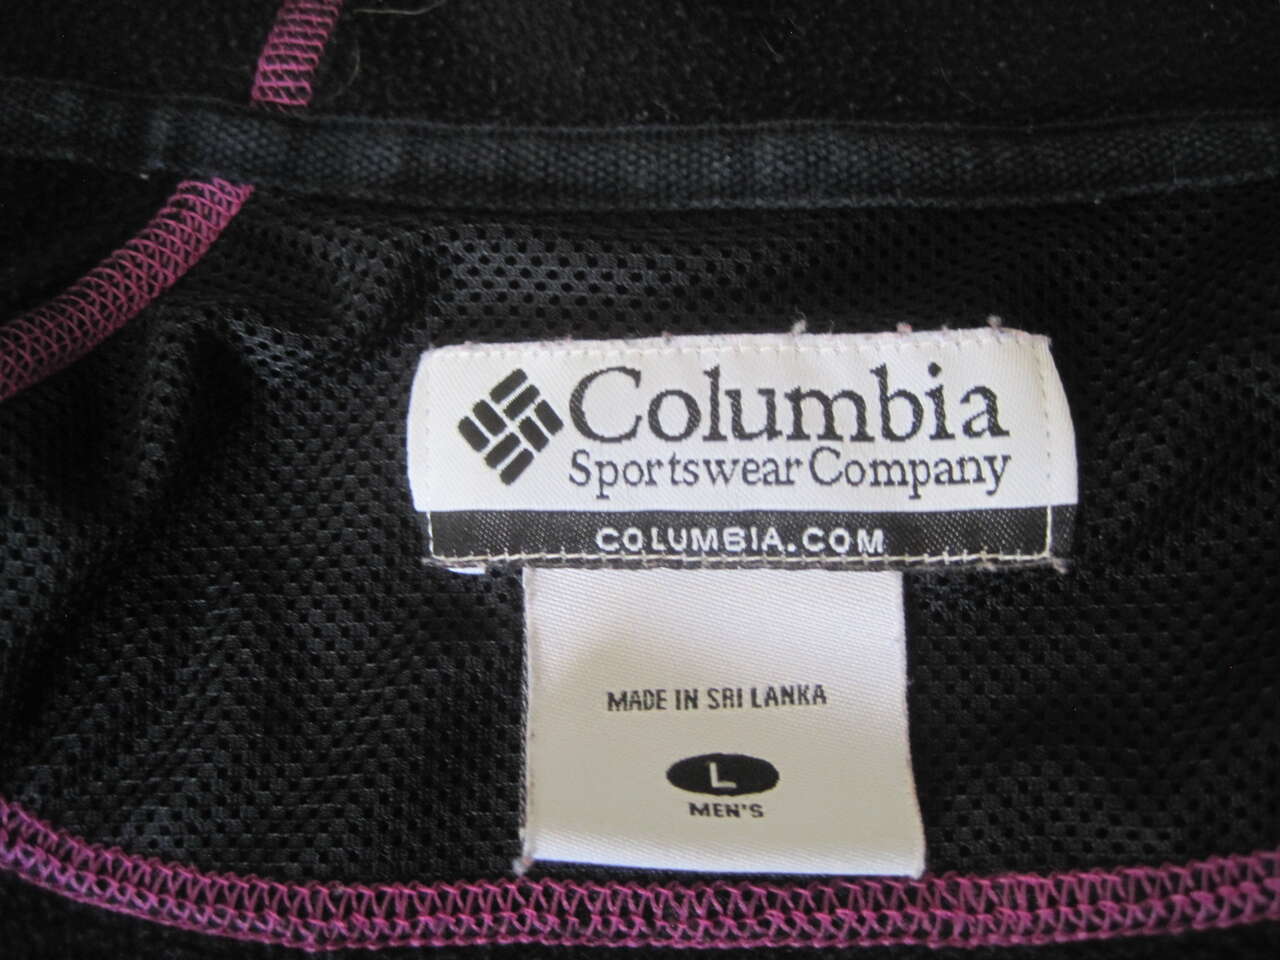 Columbia
Sportswear Company
COLUMBIA.COM
MADE IN SRI LANKA
L
MEN'S